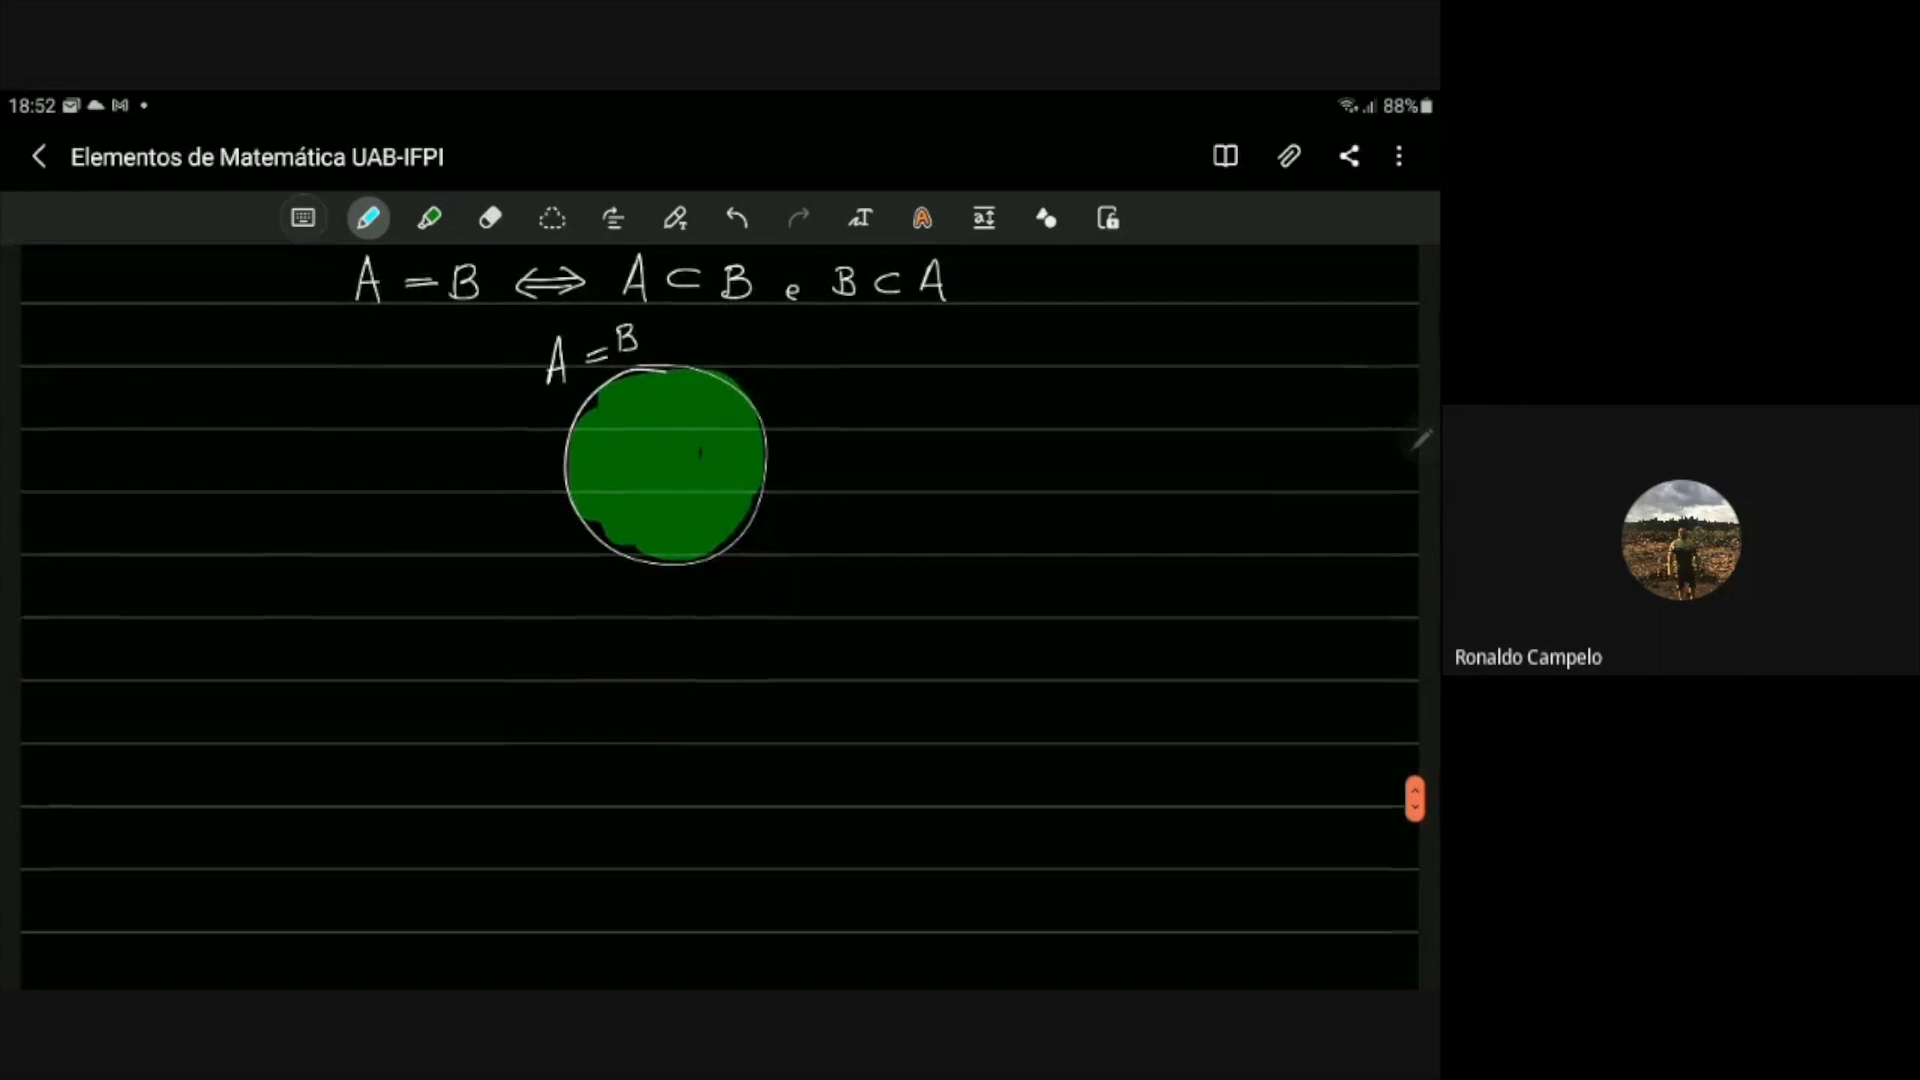 18:52 88%
Elementos de Matemática UAB-IFPI
A = B ⟺ A ⊂ B e B ⊂ A
A = B
Ronaldo Campelo